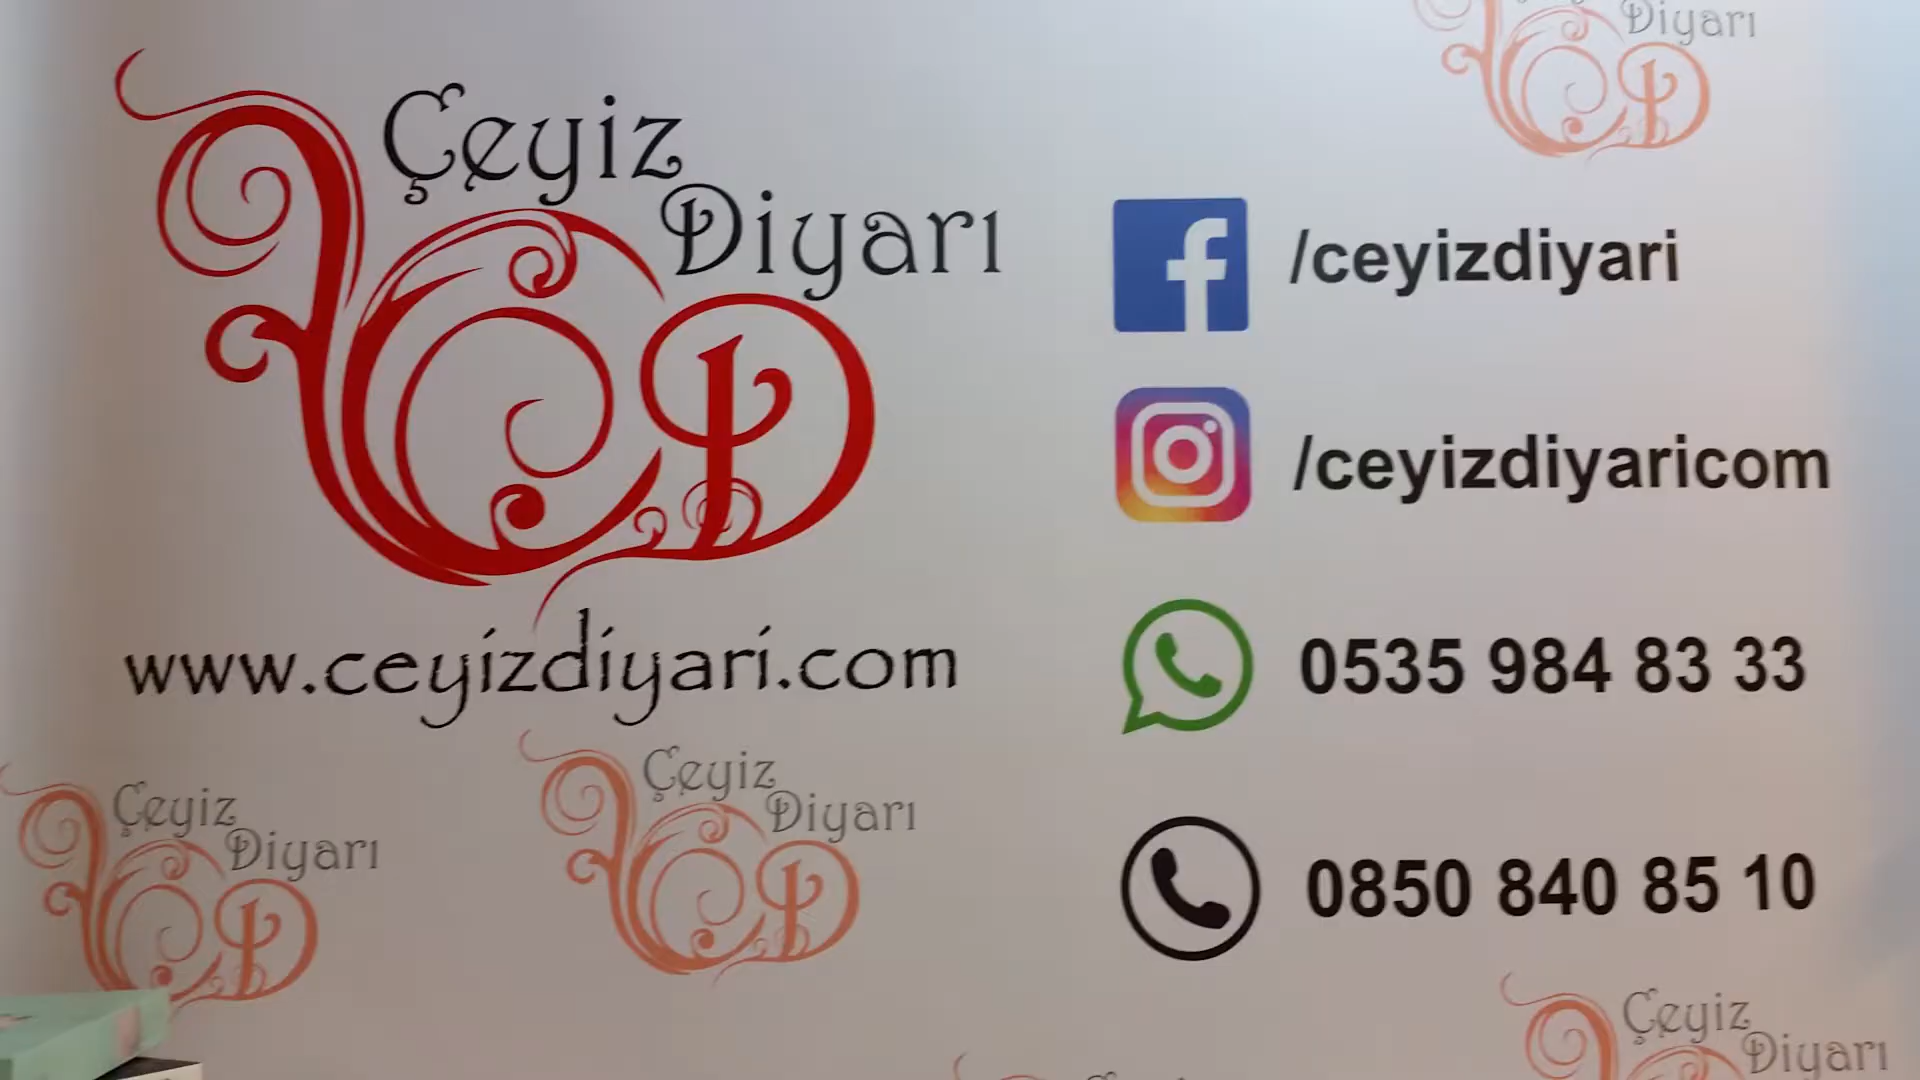 Çeyiz
Diyarı
www.ceyizdiyari.com
Diyarı
/ceyizdiyari
/ceyizdiyaricom
0535 984 83 33
0850 840 85 10
Çeyiz
Diyarı
Çeyiz
Diyarı
Çeyiz
Diyarı